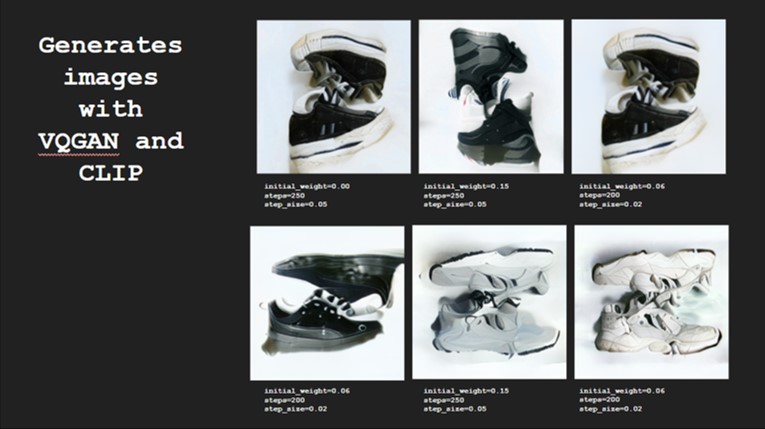 Generates
images
with
VQGAN and
CLIP
initial_weight=0.00
steps=250
step_size=0.05
initial_weight=0.15
steps=250
step_size=0.05
initial_weight=0.06
steps=200
step_size=0.02
initial_weight=0.06
steps=200
step_size=0.02
initial_weight=0.15
steps=250
step_size=0.05
initial_weight=0.06
steps=200
step_size=0.02